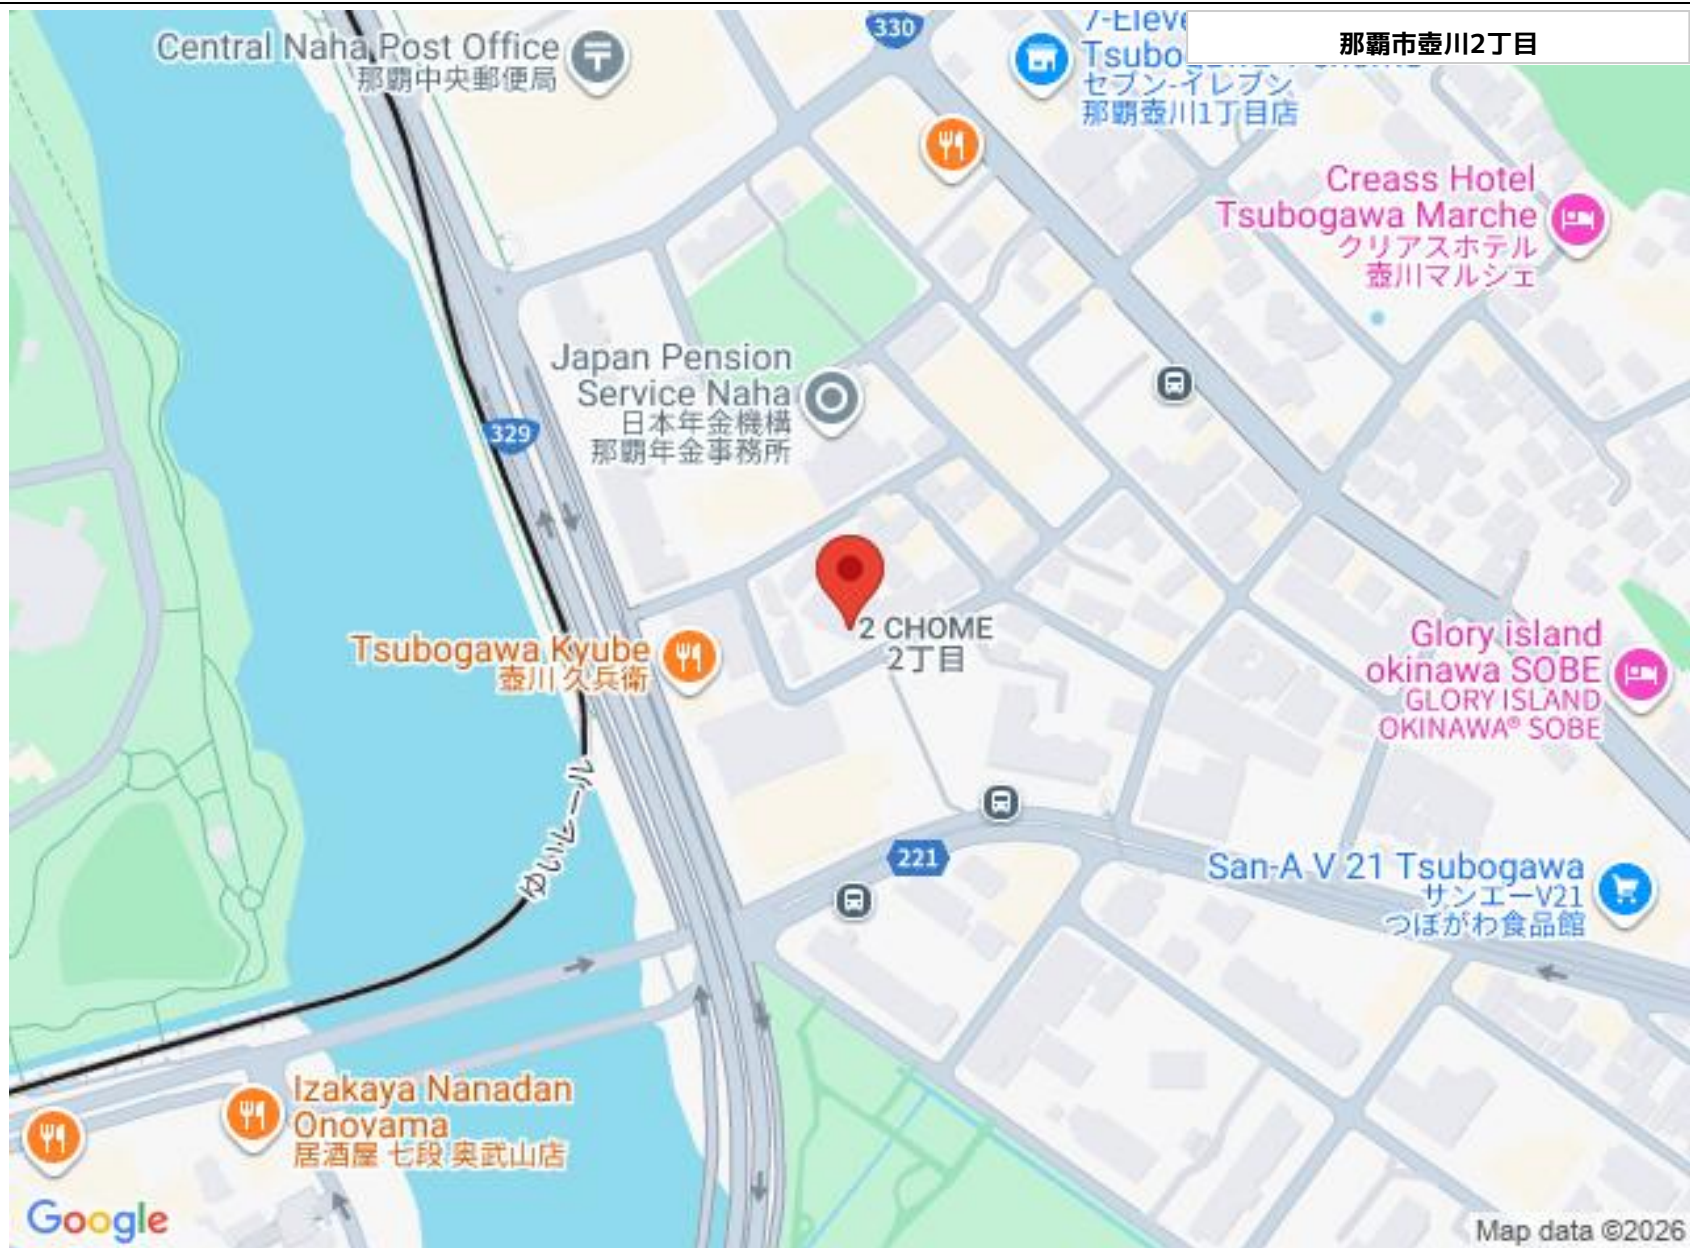 那覇市壺川2丁目
330
Central Naha Post Office
那覇中央郵便局
セブン-イレブン
那覇壺川1丁目店
Creass Hotel
Tsubogawa Marche
クリアスホテル
壺川マルシェ
Japan Pension
Service Naha
日本年金機構
那覇年金事務所
329
2 CHOME
2丁目
Tsubogawa Kyube
壺川 久兵衛
Glory island
okinawa SOBE
GLORY ISLAND
OKINAWA® SOBE
ゆいレール
221
San-A V 21 Tsubogawa
サンエーV21
つぼがわ食品館
Izakaya Nanadan
Onoyama
居酒屋 七段 奥武山店
Google
Map data ©2026